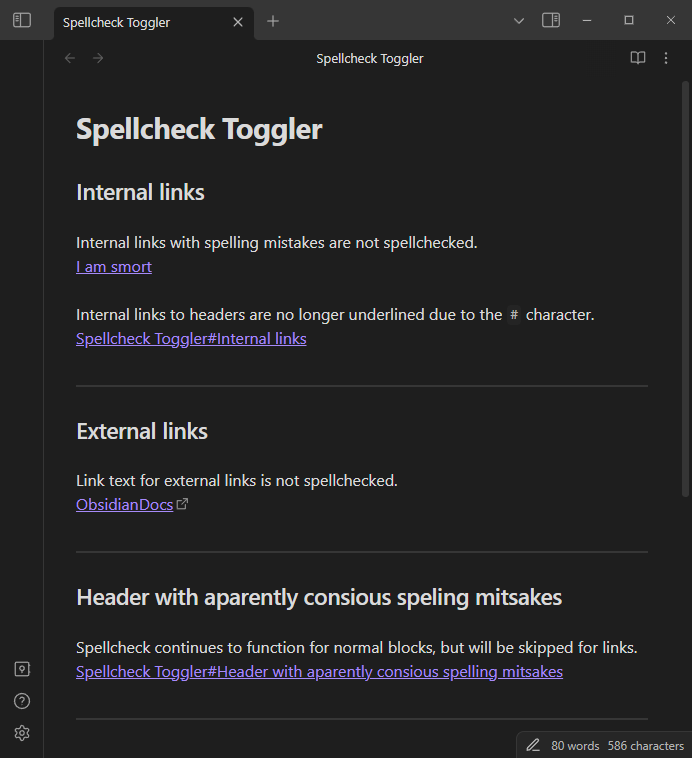 Spellcheck Toggler
Spellcheck Toggler
Spellcheck Toggler
Internal links
Internal links with spelling mistakes are not spellchecked.
I am smort
Internal links to headers are no longer underlined due to the # character.
Spellcheck Toggler#Internal links
External links
Link text for external links is not spellchecked.
ObsidianDocs
Header with aparently consious speling mitsakes
Spellcheck continues to function for normal blocks, but will be skipped for links.
Spellcheck Toggler#Header with aparently consious spelling mitsakes
80 words 586 characters